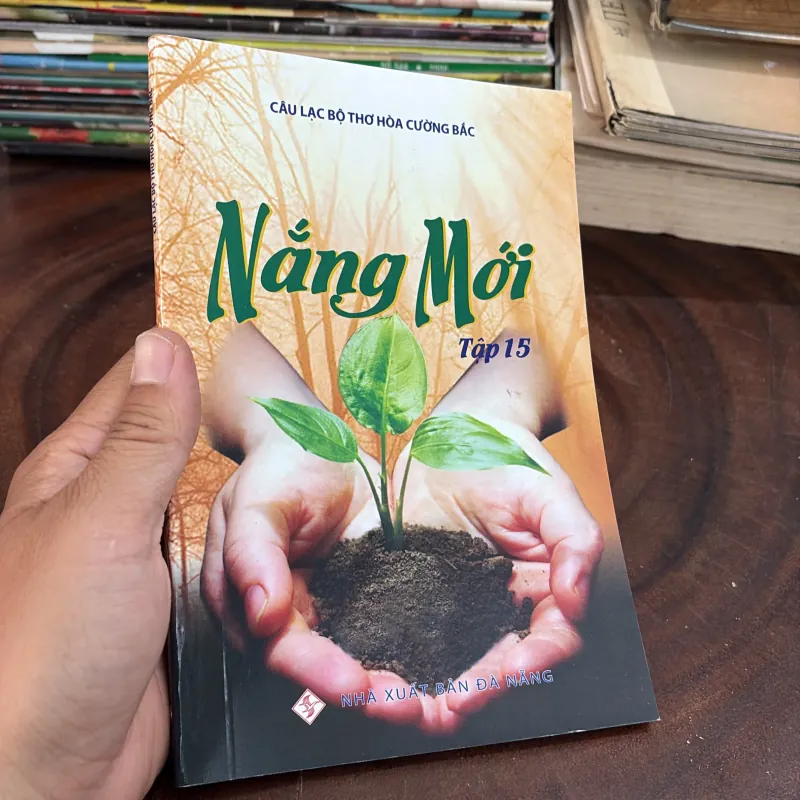 CÂU LẠC BỘ THƠ HÒA CƯỜNG BẮC
Nắng Mới
Tập 15
NHÀ XUẤT BẢN ĐÀ NẴNG